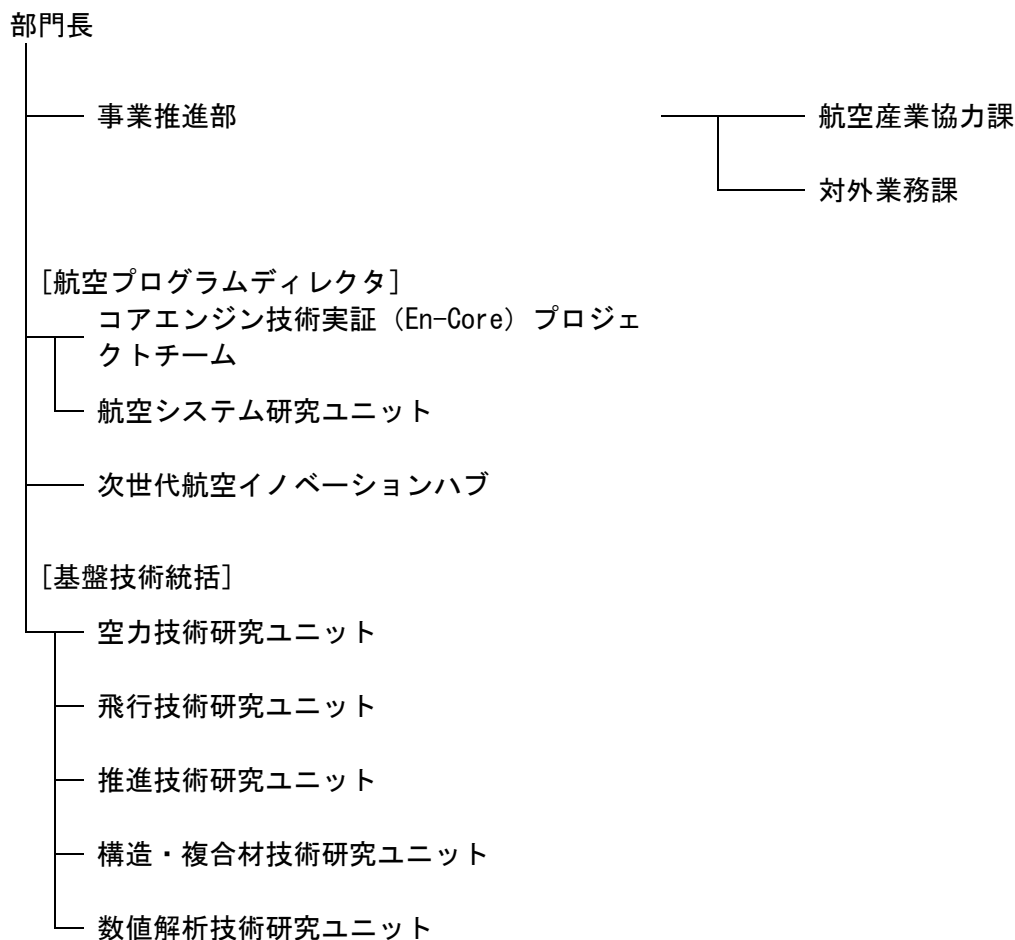 部門長
事業推進部
航空産業協力課
対外業務課
[航空プログラムディレクタ]
コアエンジン技術実証（En-Core）プロジェ
クトチーム
航空システム研究ユニット
次世代航空イノベーションハブ
[基盤技術統括]
空力技術研究ユニット
飛行技術研究ユニット
推進技術研究ユニット
構造・複合材技術研究ユニット
数値解析技術研究ユニット